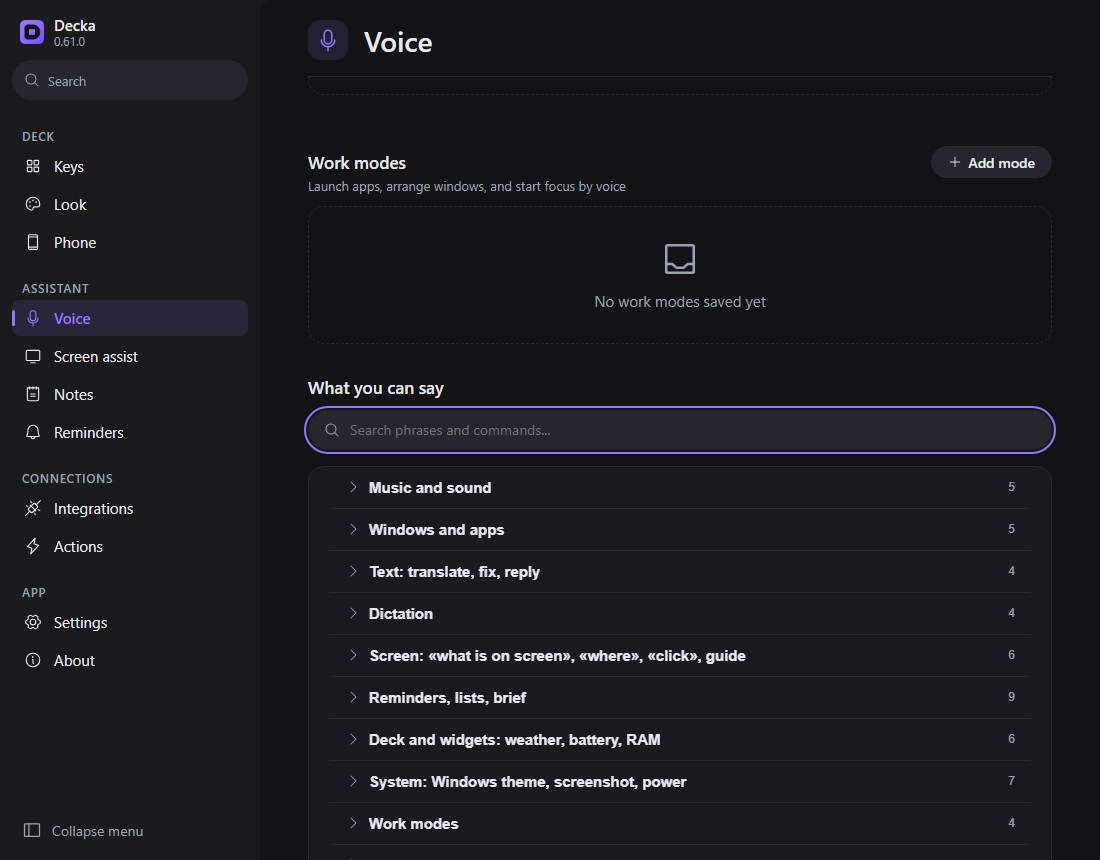 Decka
0.61.0
Search
DECK
Keys
Look
Phone
ASSISTANT
Voice
Screen assist
Notes
Reminders
CONNECTIONS
Integrations
Actions
APP
Settings
About
Collapse menu
Voice
Work modes
Add mode
Launch apps, arrange windows, and start focus by voice
No work modes saved yet
What you can say
Search phrases and commands...
Music and sound 5
Windows and apps 5
Text: translate, fix, reply 4
Dictation 4
Screen: «what is on screen», «where», «click», guide 6
Reminders, lists, brief 9
Deck and widgets: weather, battery, RAM 6
System: Windows theme, screenshot, power 7
Work modes 4